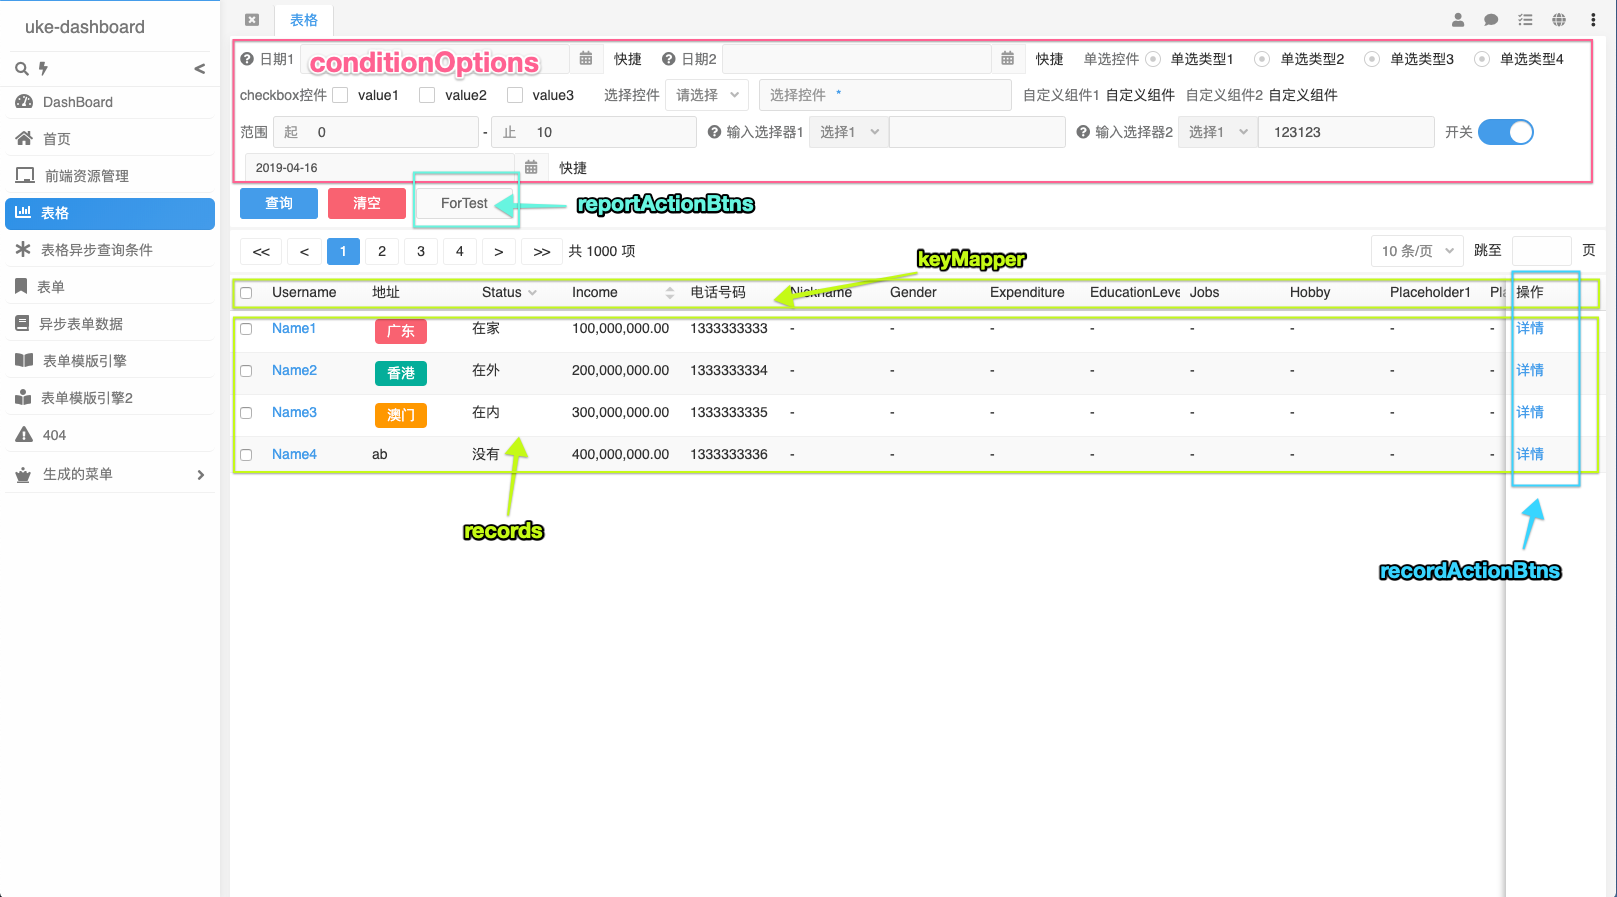 uke-dashboard
DashBoard
首页
前端资源管理
表格
表格异步查询条件
表单
异步表单数据
表单模版引擎
表单模版引擎2
404
生成的菜单
表格
日期1 conditionOptions 快捷 日期2 快捷 单选控件 单选类型1 单选类型2 单选类型3 单选类型4
checkbox控件 value1 value2 value3 选择控件 请选择 选择控件 * 自定义组件1 自定义组件 自定义组件2 自定义组件
范围 起 0 - 止 10 输入选择器1 选择1 输入选择器2 选择1 123123 开关
2019-04-16 快捷
查询 清空 ForTest reportActionBtns
<< < 1 2 3 4 > >> 共 1000 项 10 条/页 跳至 页
keyMapper
Username 地址 Status Income 电话号码 Nickname Gender Expenditure EducationLeve Jobs Hobby Placeholder1 Pla 操作
Name1 广东 在家 100,000,000.00 1333333333 - - - - - - - - 详情
Name2 香港 在外 200,000,000.00 1333333334 - - - - - - - - 详情
Name3 澳门 在内 300,000,000.00 1333333335 - - - - - - - - 详情
Name4 ab 没有 400,000,000.00 1333333336 - - - - - - - - 详情
records
recordActionBtns